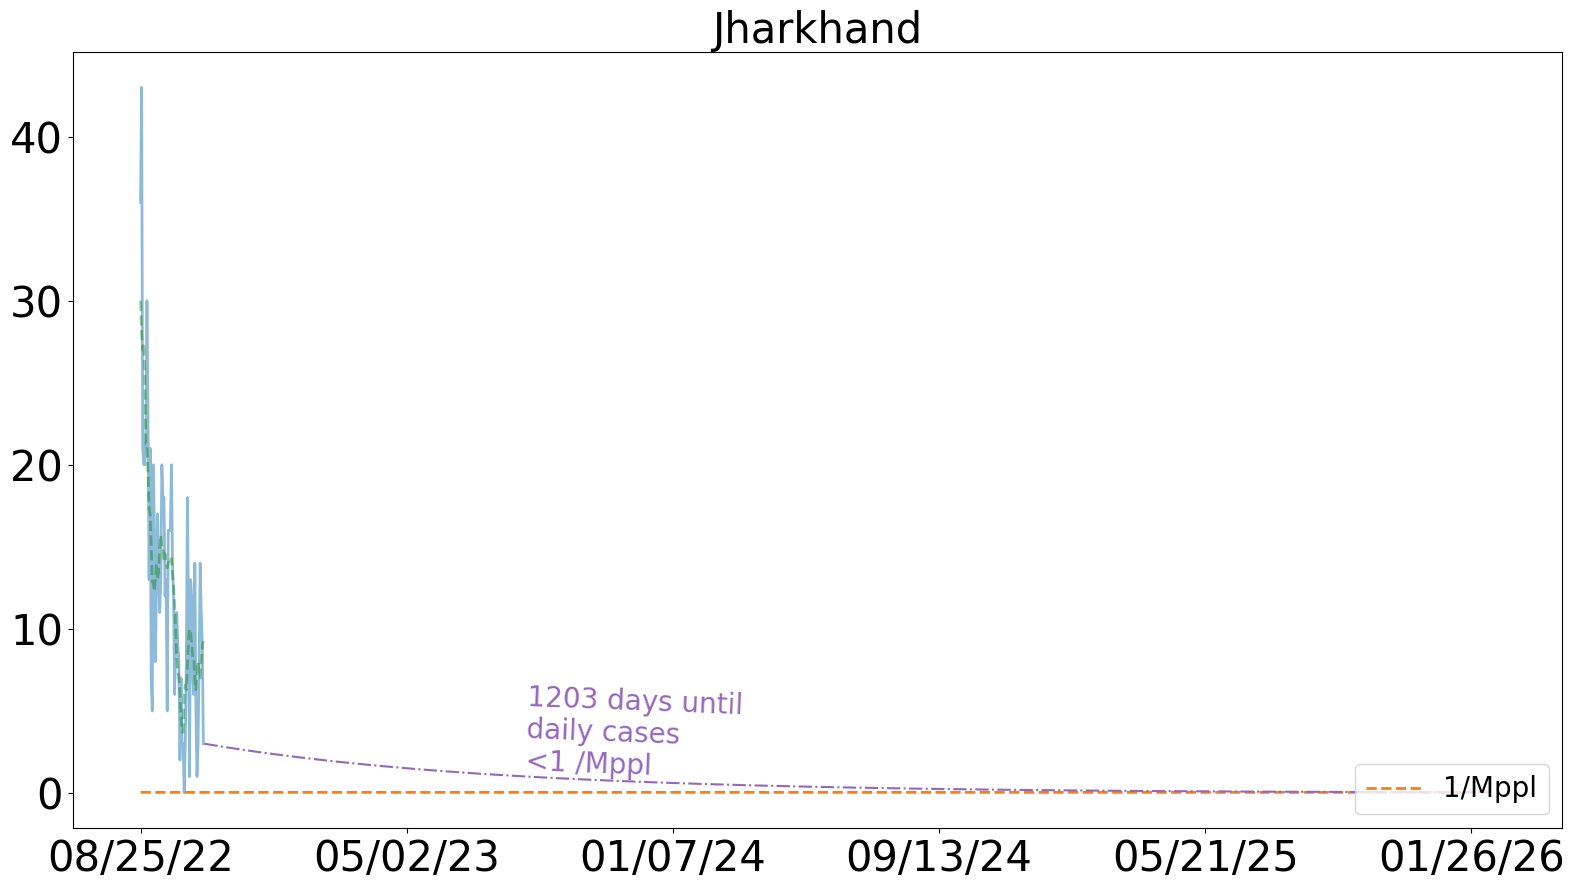 Jharkhand
40
30
20
10
0
1203 days until
daily cases
<1 /Mppl
1/Mppl
08/25/22 05/02/23 01/07/24 09/13/24 05/21/25 01/26/26